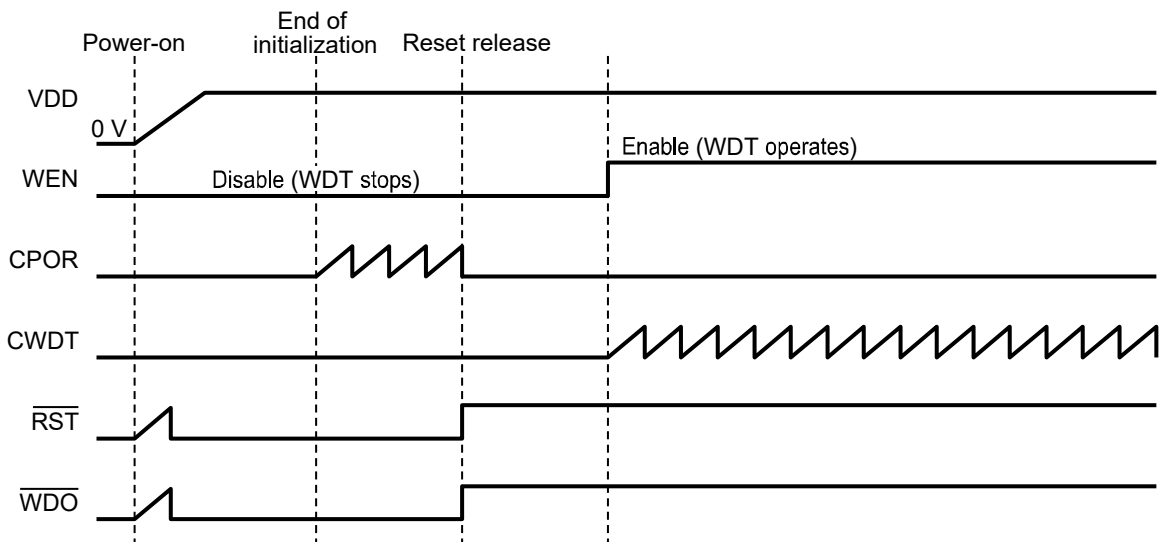 End of
Power-on initialization Reset release
VDD
0 V
Enable (WDT operates)
WEN Disable (WDT stops)
CPOR
CWDT
RST
WDO